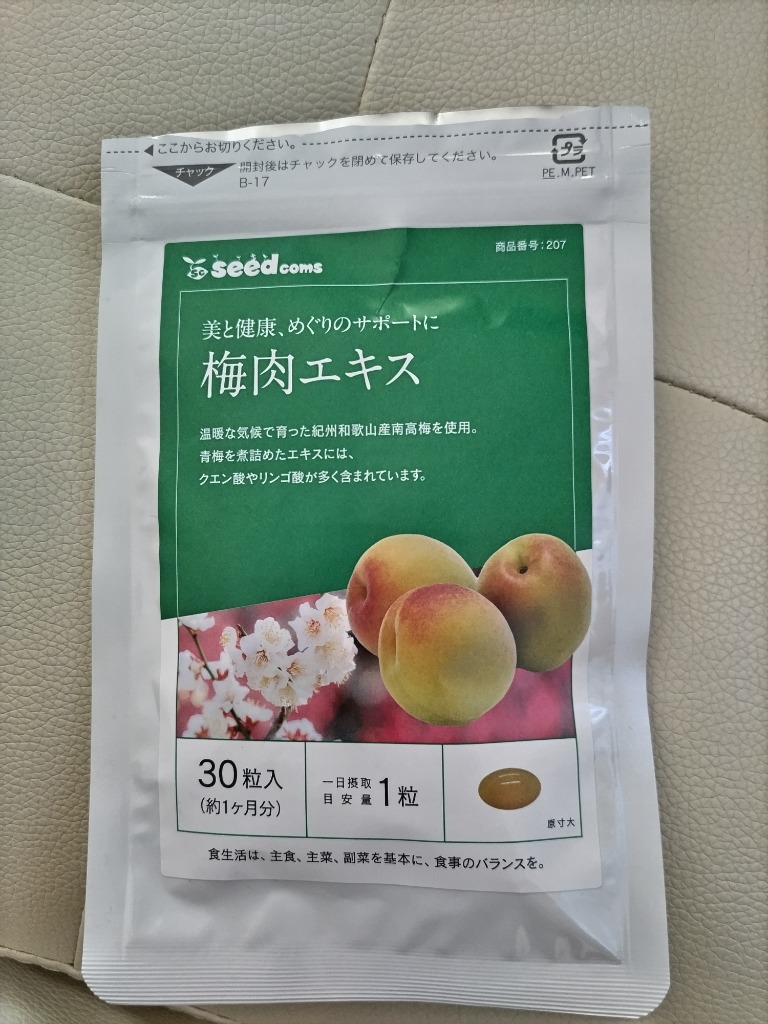 ここからお切りください。
チャック
開封後はチャックを閉めて保存してください。
B-17
プラ
PE.M.PET
シードコムス
seedcoms
商品番号:207
美と健康、めぐりのサポートに
梅肉エキス
温暖な気候で育った紀州和歌山産南高梅を使用。
青梅を煮詰めたエキスには、
クエン酸やリンゴ酸が多く含まれています。
30粒入
(約1ヶ月分)
一日摂取
目安量
1粒
原寸大
食生活は、主食、主菜、副菜を基本に、食事のバランスを。